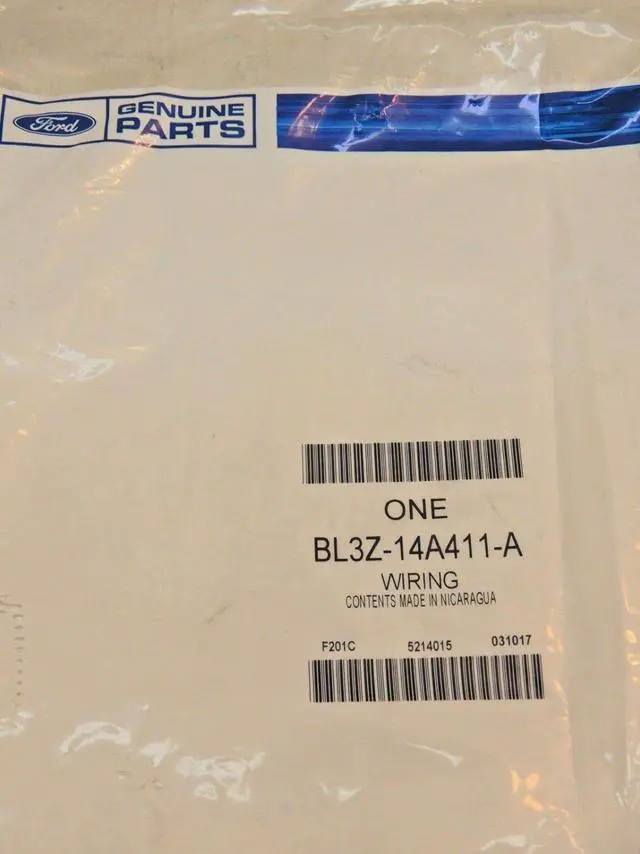 Ford GENUINE
PARTS
ONE
BL3Z-14A411-A
WIRING
CONTENTS MADE IN NICARAGUA
F201C 5214015 031017